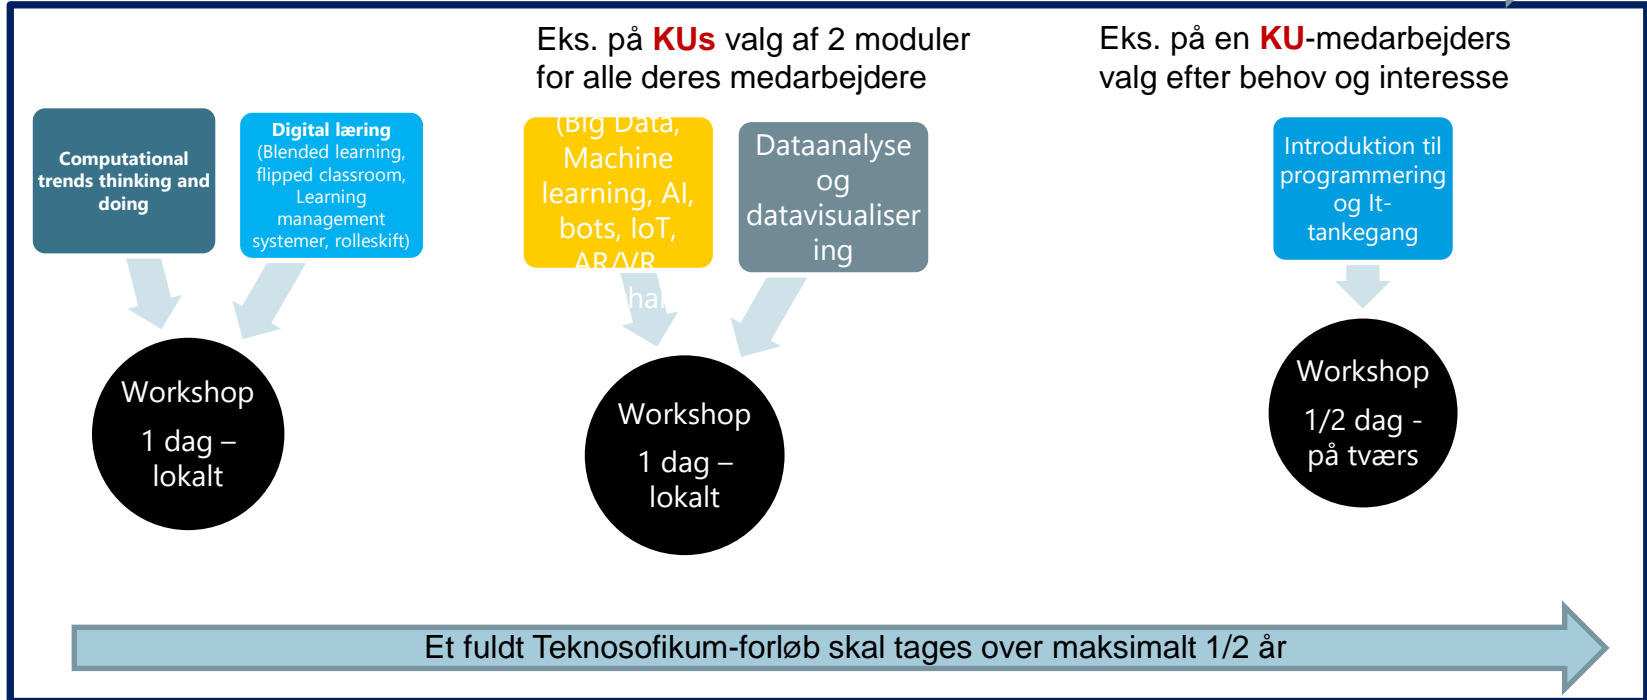 Eks. på KUs valg af 2 moduler
for alle deres medarbejdere
Eks. på en KU-medarbejders
valg efter behov og interesse
Computational
trends thinking and
doing
Digital læring
(Blended learning,
flipped classroom,
Learning
management
systemer, rolleskift)
(Big Data,
Machine
learning, AI,
bots, IoT,
AR/VR
Dataanalyse
og
datavisualiser
ing
Introduktion til
programmering
og It-
tankegang
Workshop
1 dag –
lokalt
Workshop
1 dag –
lokalt
Workshop
1/2 dag -
på tværs
Et fuldt Teknosofikum-forløb skal tages over maksimalt 1/2 år